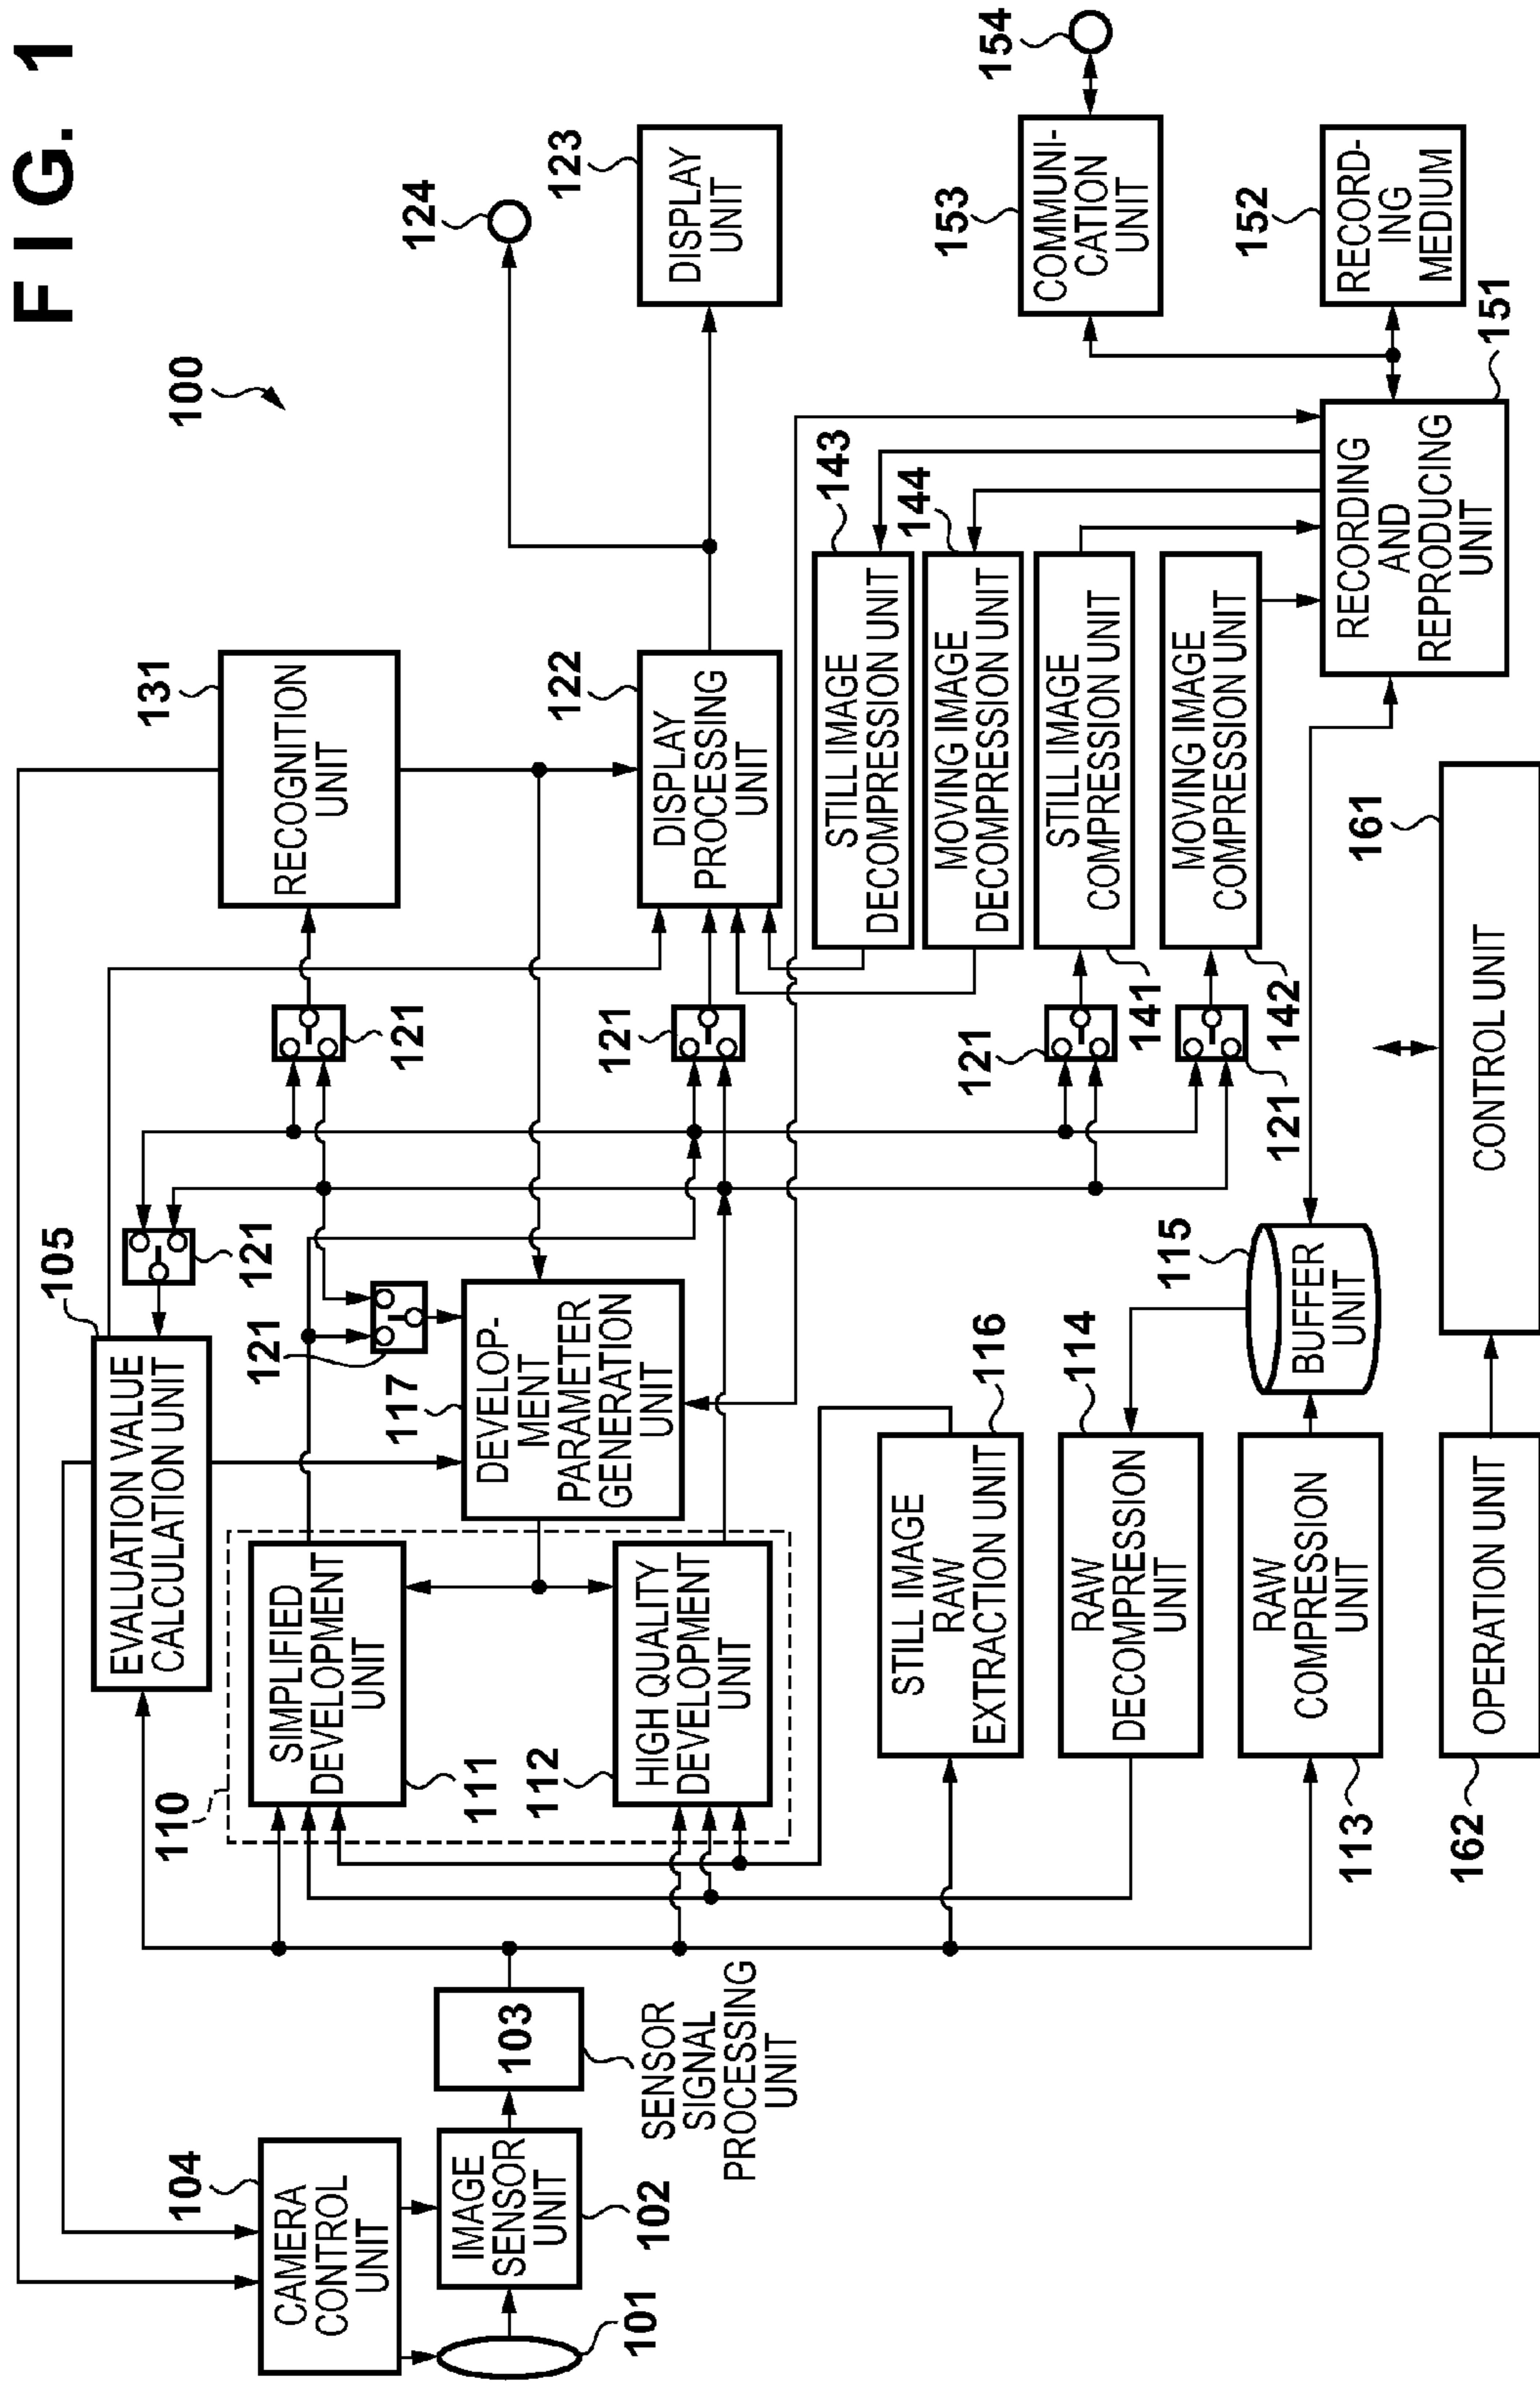 FIG. 1
100
104
CAMERA
CONTROL
UNIT
101
IMAGE
SENSOR
UNIT
102
103
SENSOR
SIGNAL
PROCESSING
UNIT
105
EVALUATION VALUE
CALCULATION UNIT
110
SIMPLIFIED
DEVELOPMENT
UNIT
111
112
HIGH QUALITY
DEVELOPMENT
UNIT
121
121
117
DEVELOP-
MENT
PARAMETER
GENERATION
UNIT
STILL IMAGE
RAW
EXTRACTION UNIT
116
RAW
DECOMPRESSION
UNIT
114
RAW
COMPRESSION
UNIT
113
115
BUFFER
UNIT
OPERATION UNIT
162
CONTROL UNIT
161
131
RECOGNITION
UNIT
121
122
DISPLAY
PROCESSING
UNIT
121
124
123
DISPLAY
UNIT
STILL IMAGE
DECOMPRESSION UNIT
143
MOVING IMAGE
DECOMPRESSION UNIT
144
STILL IMAGE
COMPRESSION UNIT
141
121
MOVING IMAGE
COMPRESSION UNIT
142
121
RECORDING
AND
REPRODUCING
UNIT
151
153
COMMUNI-
CATION
UNIT
154
152
RECORD-
ING
MEDIUM